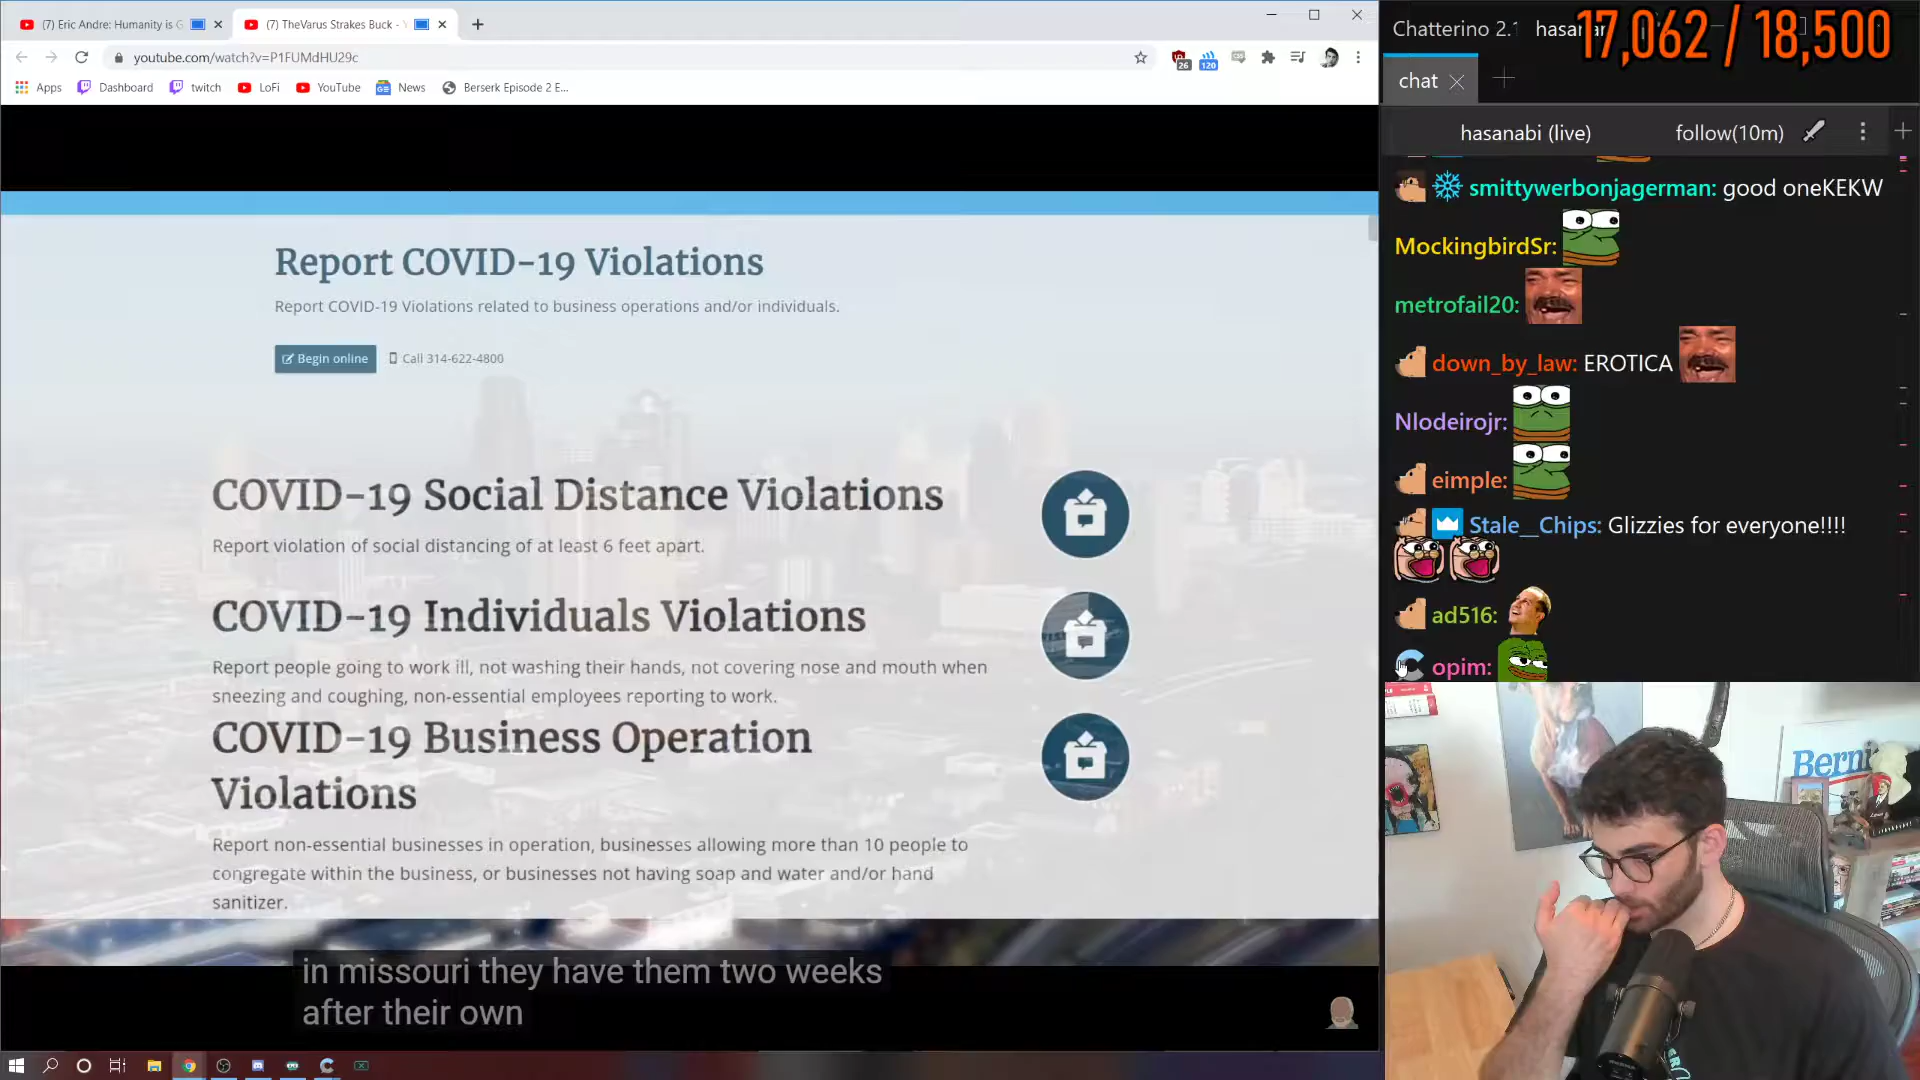 (7) Eric Andre: Humanity is G
(7) TheVarus Strakes Buck -
youtube.com/watch?v=P1FUMdHU29c
26
120
Apps
Dashboard
twitch
LoFi
YouTube
News
Berserk Episode 2 E...
Report COVID-19 Violations
Report COVID-19 Violations related to business operations and/or individuals.
Begin online
Call 314-622-4800
COVID-19 Social Distance Violations
Report violation of social distancing of at least 6 feet apart.
COVID-19 Individuals Violations
Report people going to work ill, not washing their hands, not covering nose and mouth when
sneezing and coughing, non-essential employees reporting to work.
COVID-19 Business Operation
Violations
Report non-essential businesses in operation, businesses allowing more than 10 people to
congregate within the business, or businesses not having soap and water and/or hand
sanitizer.
in missouri they have them two weeks
after their own
Chatterino 2.1
17,062 / 18,500
chat
hasanabi (live)
follow(10m)
smittywerbonjagerman: good oneKEKW
MockingbirdSr:
metrofail20:
down_by_law: EROTICA
Nlodeirojr:
eimple:
Stale__Chips: Glizzies for everyone!!!!
ad516:
opim: